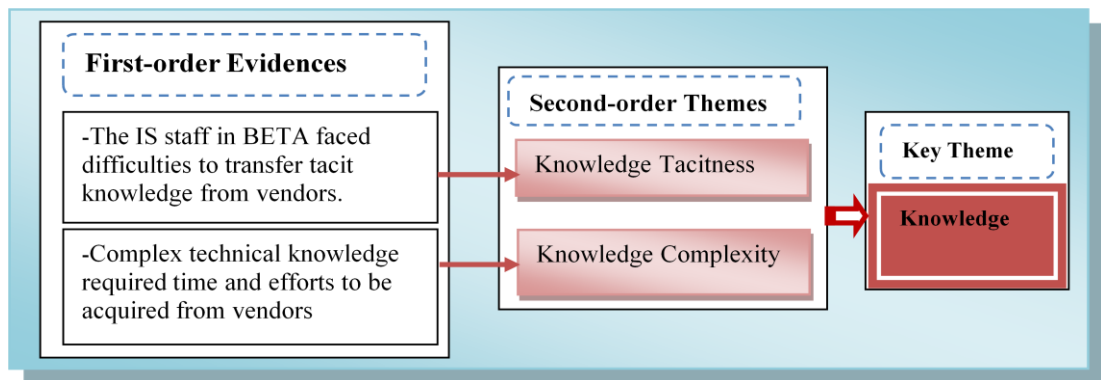 First-order Evidences
-The IS staff in BETA faced
difficulties to transfer tacit
knowledge from vendors.
-Complex technical knowledge
required time and efforts to be
acquired from vendors
Second-order Themes
Knowledge Tacitness
Knowledge Complexity
Key Theme
Knowledge